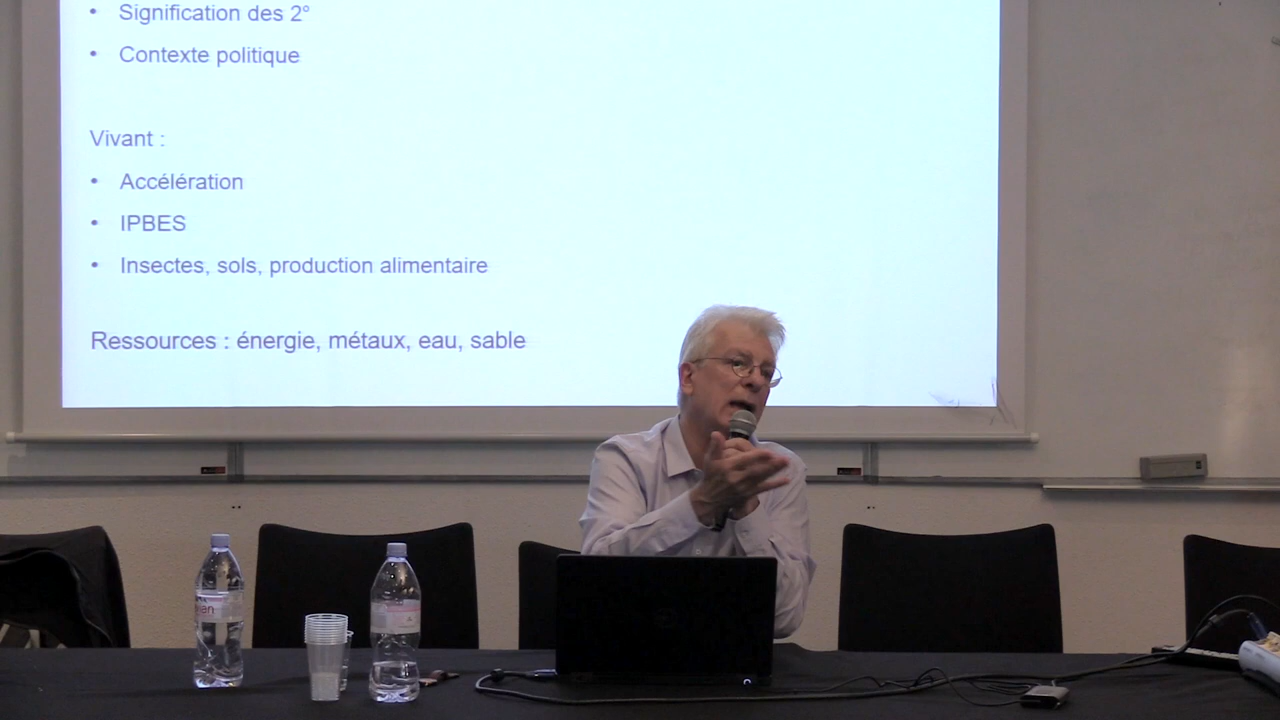 • Signification des 2°
• Contexte politique
Vivant :
• Accélération
• IPBES
• Insectes, sols, production alimentaire
Ressources : énergie, métaux, eau, sable